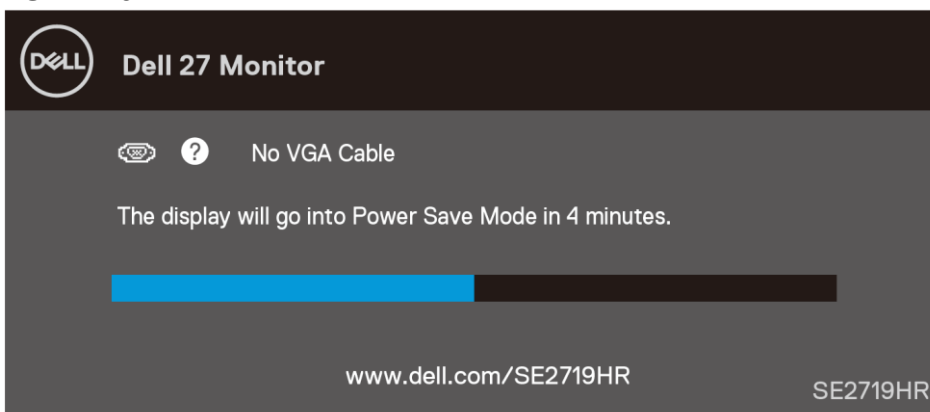 DELL
Dell 27 Monitor
? No VGA Cable
The display will go into Power Save Mode in 4 minutes.
www.dell.com/SE2719HR
SE2719HR